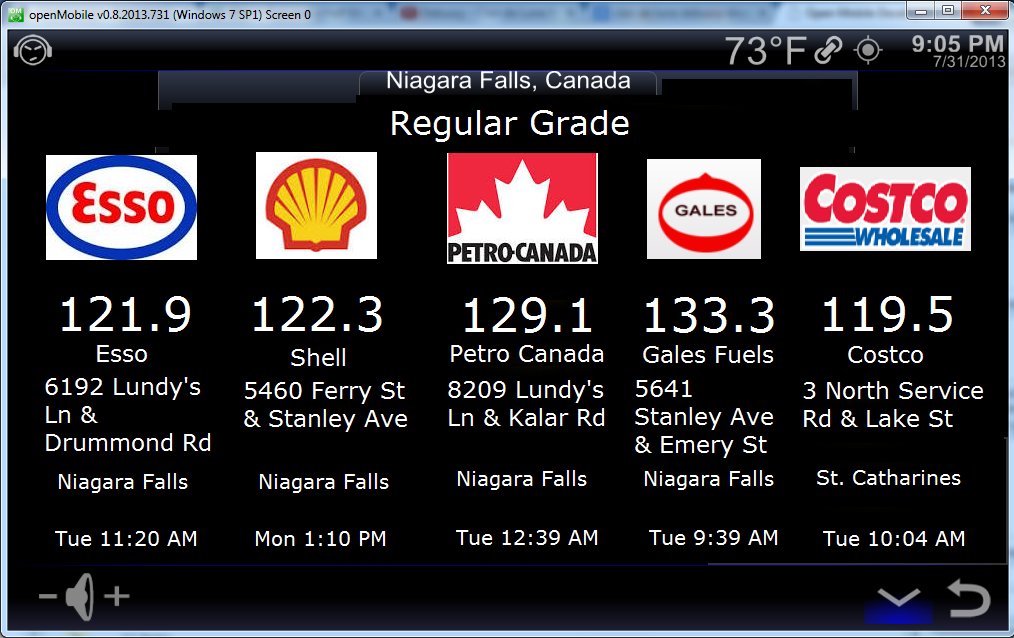 openMobile v0.8.2013.731 (Windows 7 SP1) Screen 0
73°F
9:05 PM
7/31/2013
Niagara Falls, Canada
Regular Grade
Esso
PETRO-CANADA
GALES
COSTCO
WHOLESALE
121.9
122.3
129.1
133.3
119.5
Esso
Shell
Petro Canada
Gales Fuels
Costco
6192 Lundy's
Ln &
Drummond Rd
5460 Ferry St
& Stanley Ave
8209 Lundy's
Ln & Kalar Rd
5641
Stanley Ave
& Emery St
3 North Service
Rd & Lake St
Niagara Falls
Niagara Falls
Niagara Falls
Niagara Falls
St. Catharines
Tue 11:20 AM
Mon 1:10 PM
Tue 12:39 AM
Tue 9:39 AM
Tue 10:04 AM